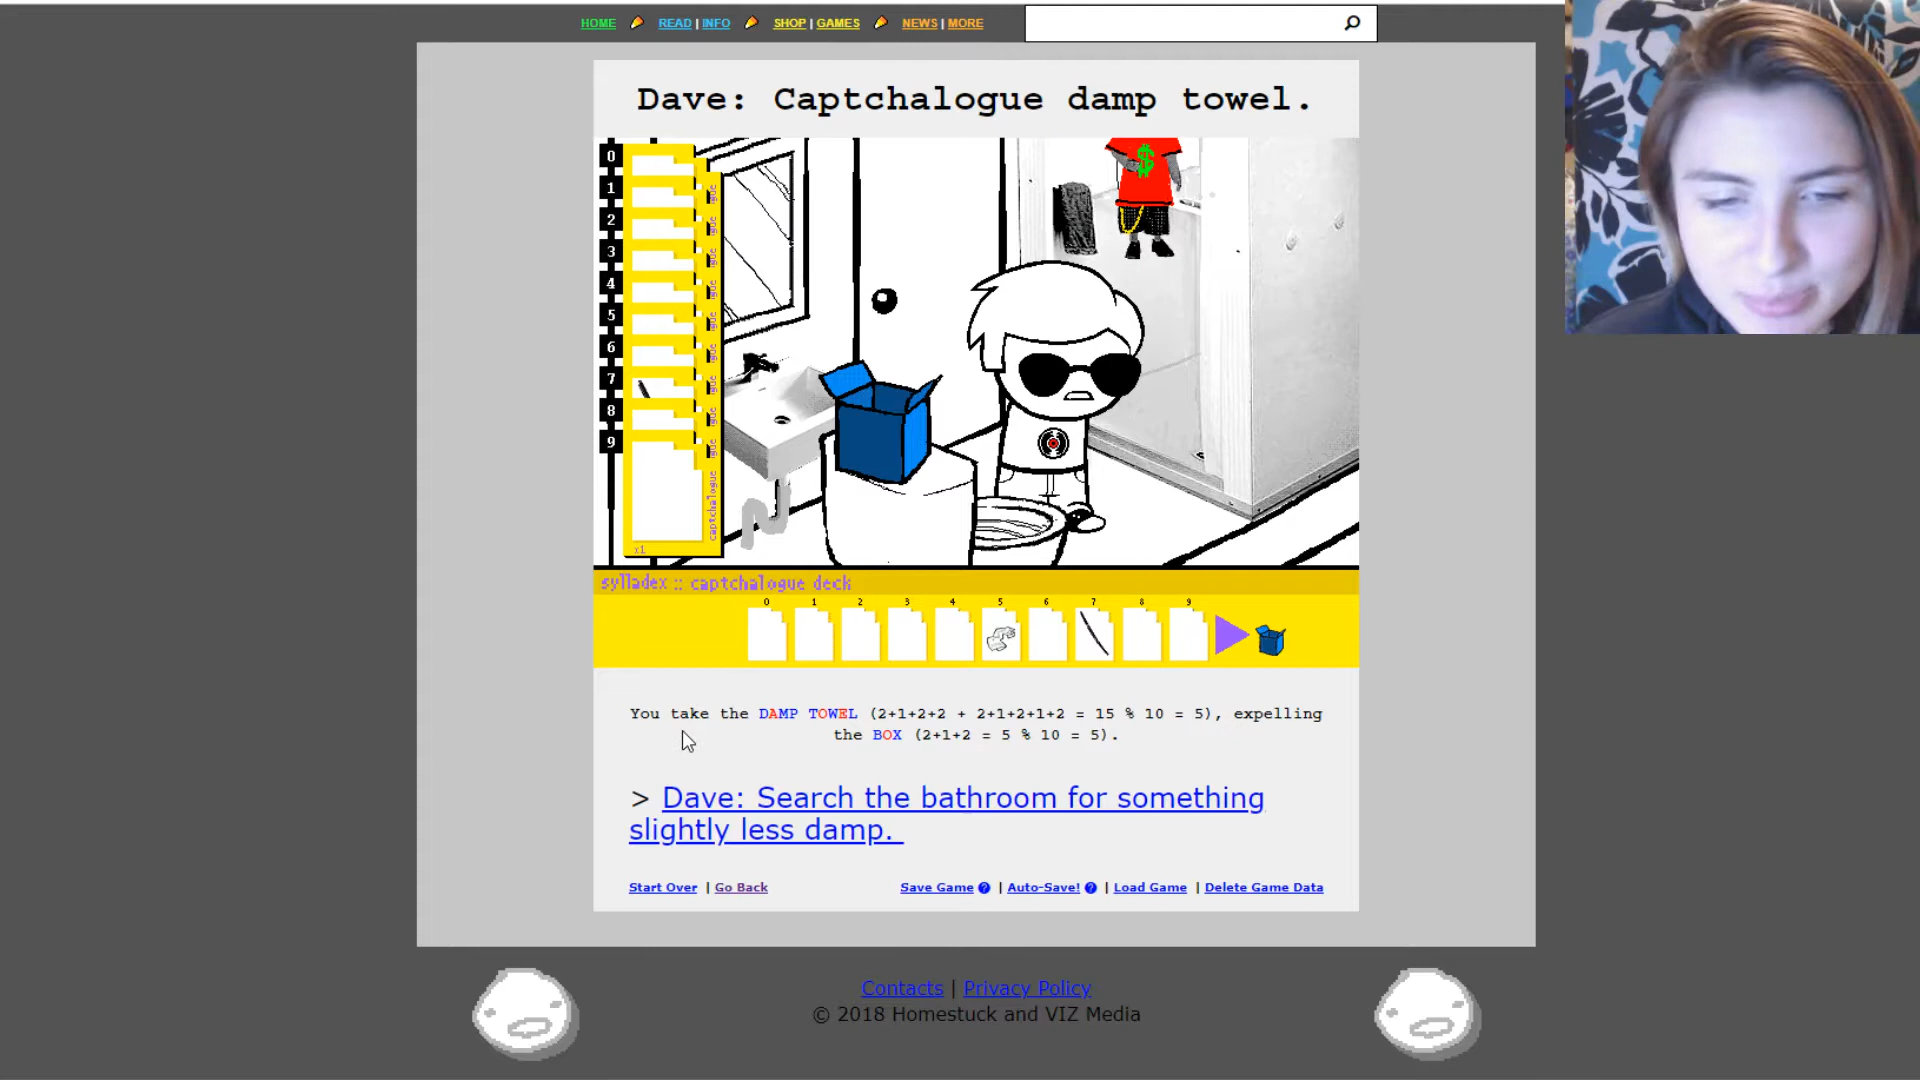 HOME READ | INFO SHOP | GAMES NEWS | MORE
Dave: Captchalogue damp towel.
0
1
2
3
4
5
6
7
8
9
$
captchalogue
x1
sylladex :: captchalogue deck
0 1 2 3 4 5 6 7 8 9
You take the DAMP TOWEL (2+1+2+2 + 2+1+2+1+2 = 15 % 10 = 5), expelling
the BOX (2+1+2 = 5 % 10 = 5).
> Dave: Search the bathroom for something
slightly less damp.
Start Over | Go Back Save Game ? | Auto-Save! ? | Load Game | Delete Game Data
Contacts | Privacy Policy
© 2018 Homestuck and VIZ Media